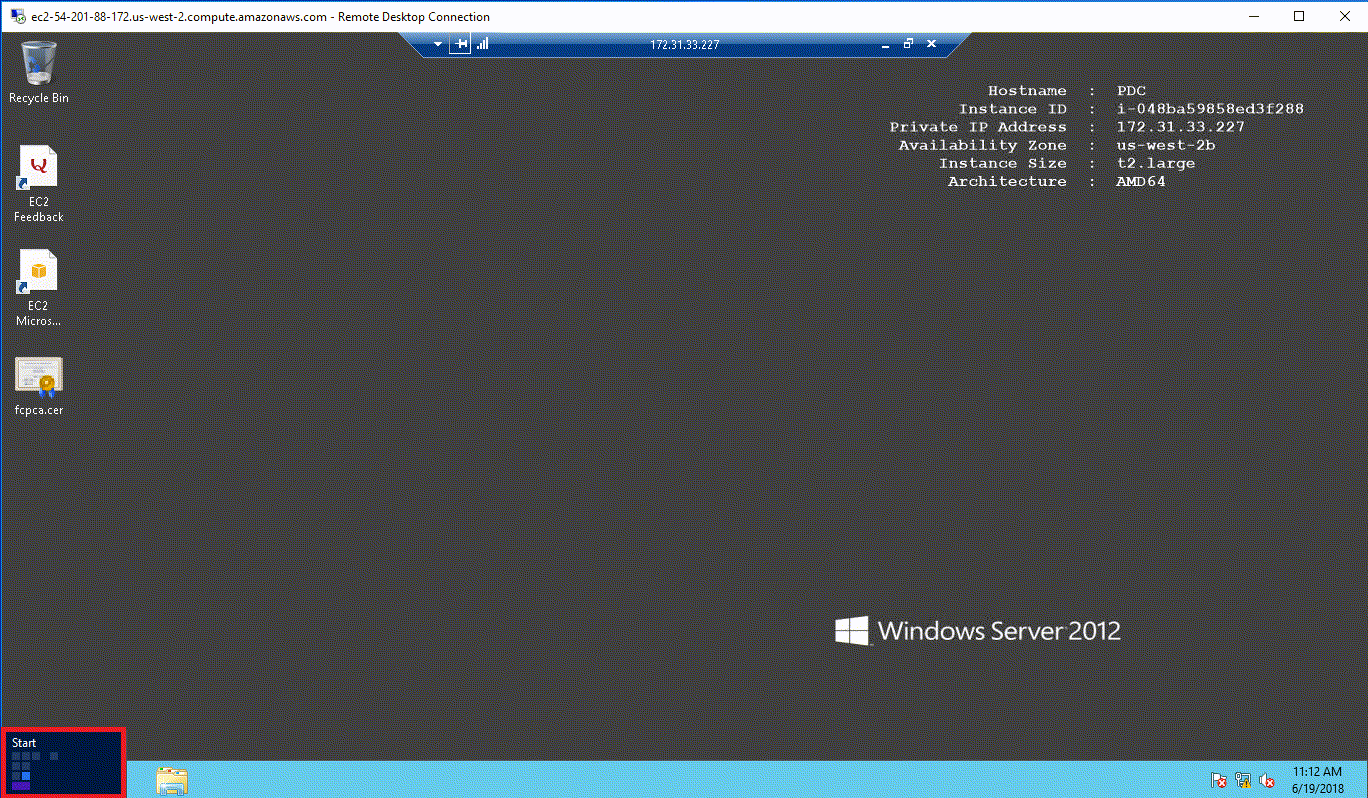 ec2-54-201-88-172.us-west-2.compute.amazonaws.com - Remote Desktop Connection
172.31.33.227
Recycle Bin
EC2
Feedback
EC2
Micros...
fcpca.cer
Hostname : PDC
Instance ID : i-048ba59858ed3f288
Private IP Address : 172.31.33.227
Availability Zone : us-west-2b
Instance Size : t2.large
Architecture : AMD64
Windows Server 2012
Start
11:12 AM
6/19/2018